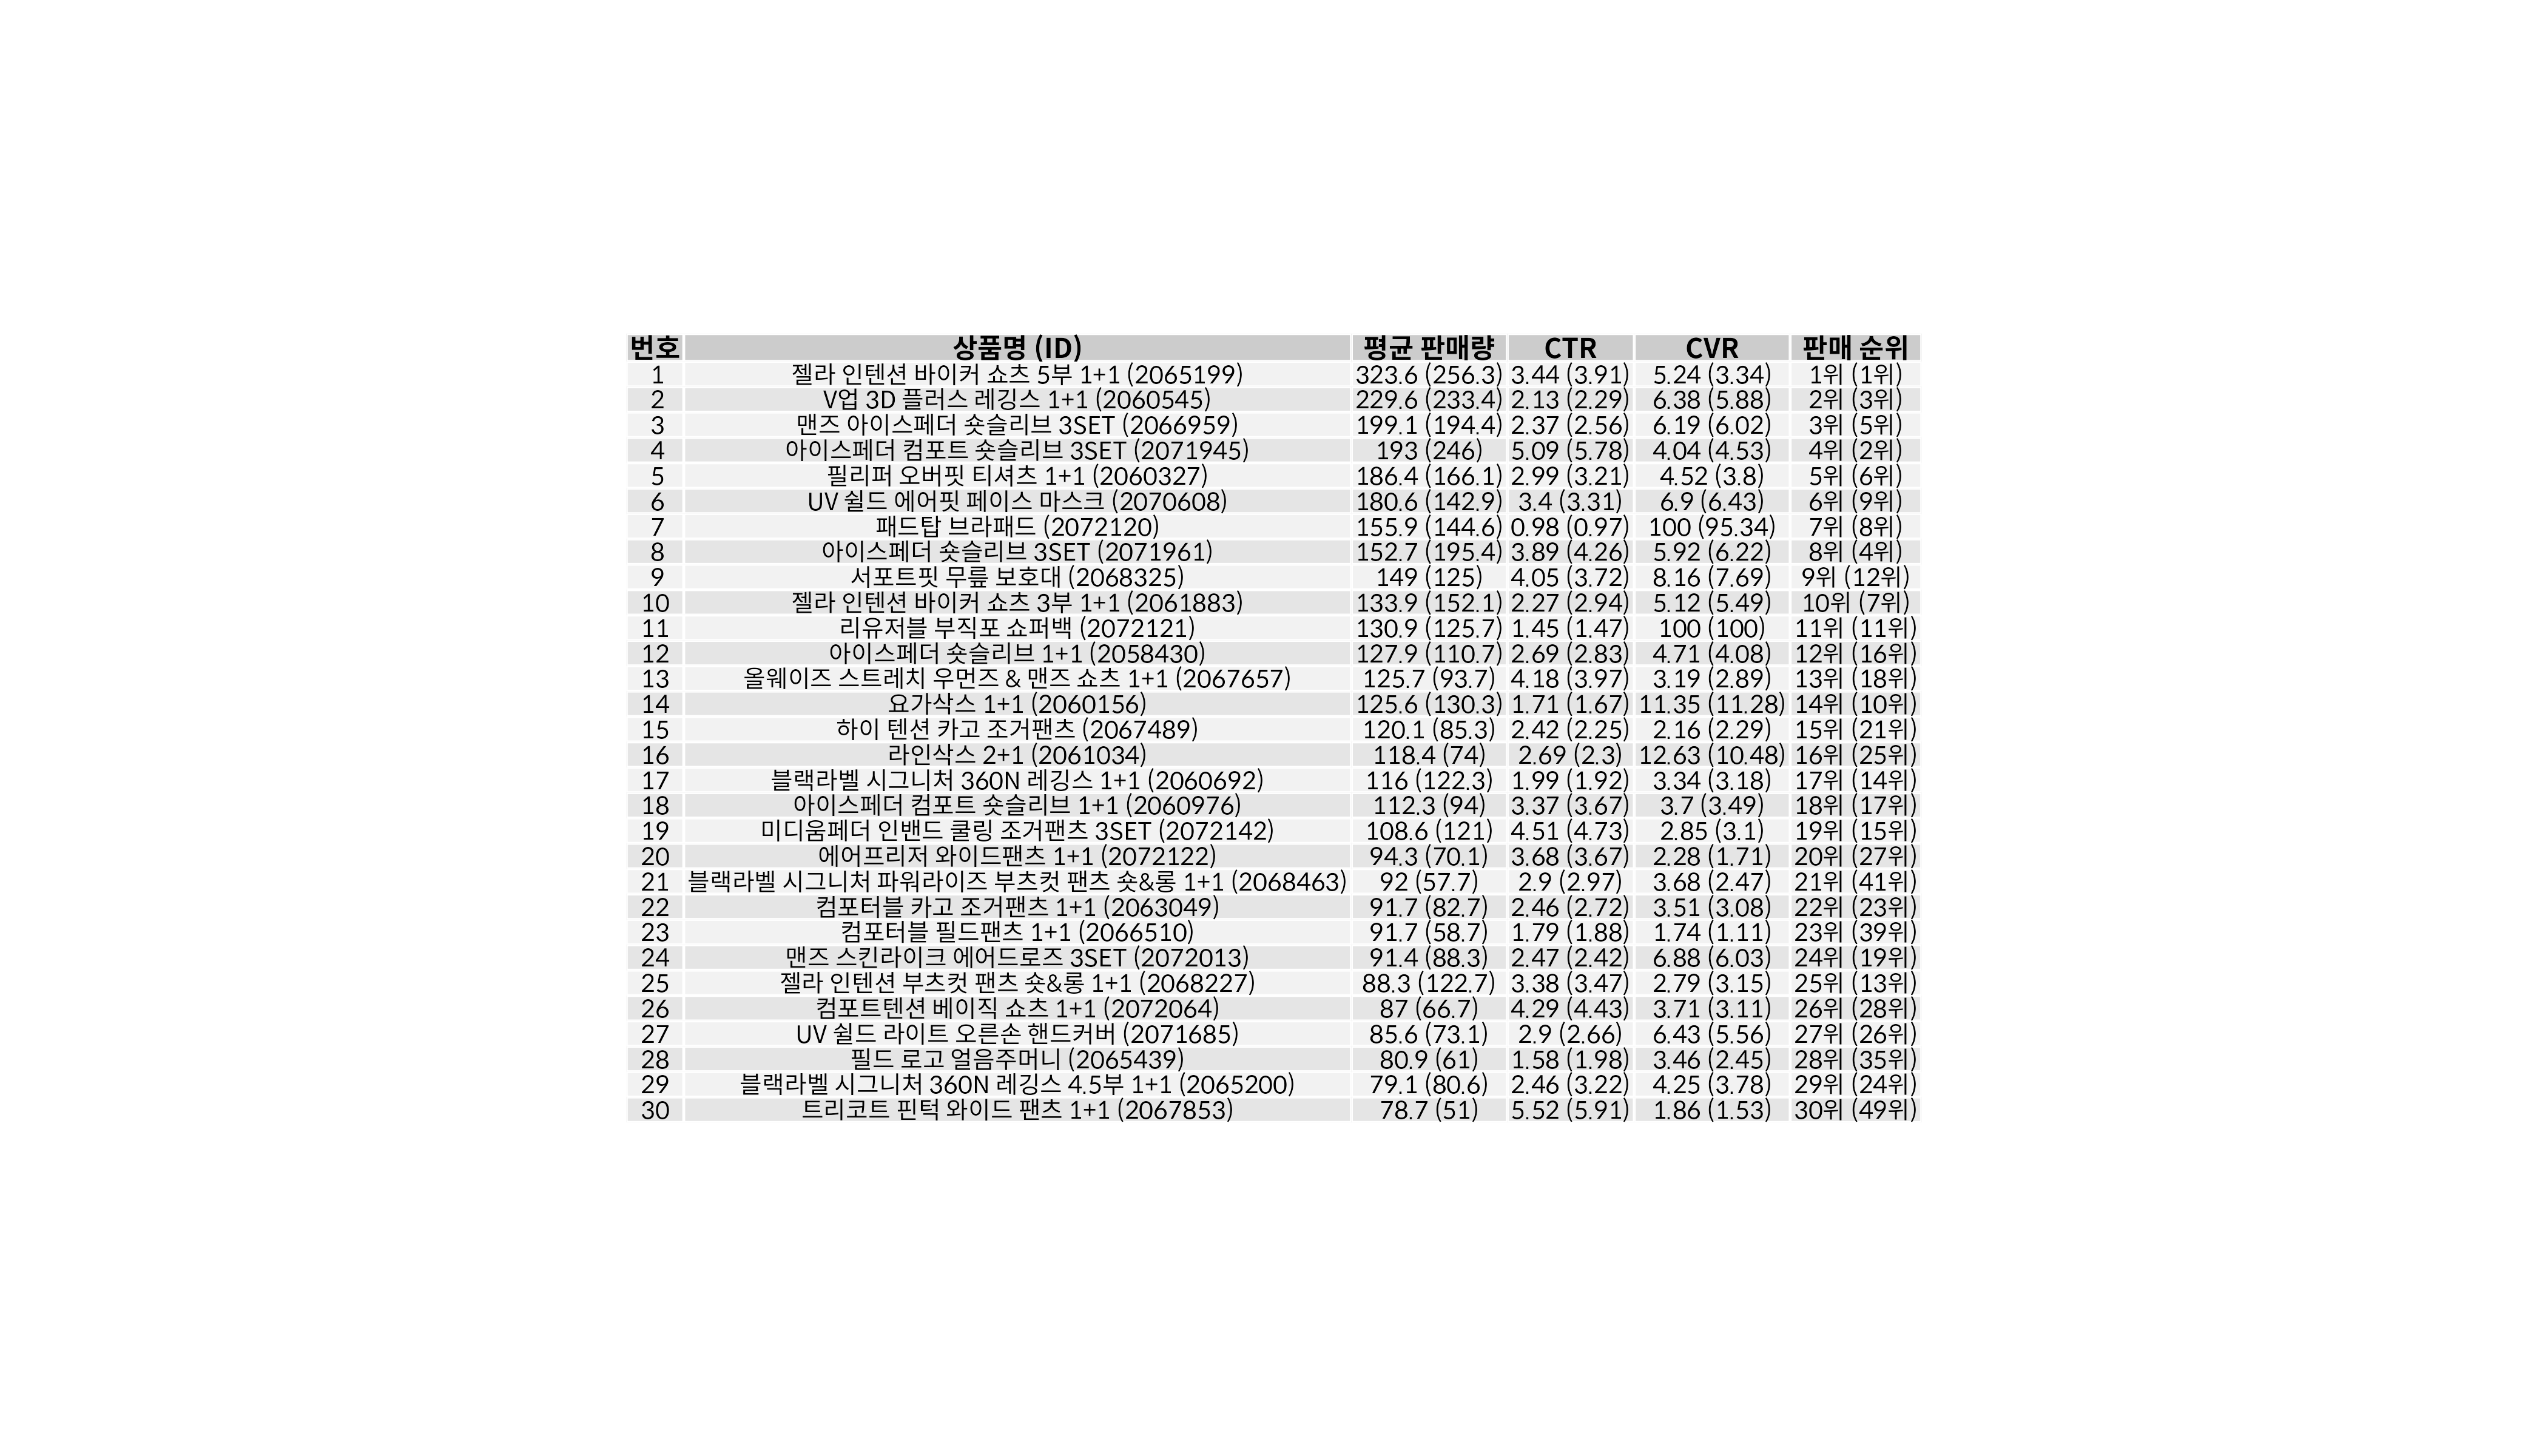 번호 상품명 (ID) 평균 판매량 CTR CVR 판매 순위
1 젤라 인텐션 바이커 쇼츠 5부 1+1 (2065199) 323.6 (256.3) 3.44 (3.91) 5.24 (3.34) 1위 (1위)
2 V업 3D 플러스 레깅스 1+1 (2060545) 229.6 (233.4) 2.13 (2.29) 6.38 (5.88) 2위 (3위)
3 맨즈 아이스페더 숏슬리브 3SET (2066959) 199.1 (194.4) 2.37 (2.56) 6.19 (6.02) 3위 (5위)
4 아이스페더 컴포트 숏슬리브 3SET (2071945) 193 (246) 5.09 (5.78) 4.04 (4.53) 4위 (2위)
5 필리퍼 오버핏 티셔츠 1+1 (2060327) 186.4 (166.1) 2.99 (3.21) 4.52 (3.8) 5위 (6위)
6 UV 쉴드 에어핏 페이스 마스크 (2070608) 180.6 (142.9) 3.4 (3.31) 6.9 (6.43) 6위 (9위)
7 패드탑 브라패드 (2072120) 155.9 (144.6) 0.98 (0.97) 100 (95.34) 7위 (8위)
8 아이스페더 숏슬리브 3SET (2071961) 152.7 (195.4) 3.89 (4.26) 5.92 (6.22) 8위 (4위)
9 서포트핏 무릎 보호대 (2068325) 149 (125) 4.05 (3.72) 8.16 (7.69) 9위 (12위)
10 젤라 인텐션 바이커 쇼츠 3부 1+1 (2061883) 133.9 (152.1) 2.27 (2.94) 5.12 (5.49) 10위 (7위)
11 리유저블 부직포 쇼퍼백 (2072121) 130.9 (125.7) 1.45 (1.47) 100 (100) 11위 (11위)
12 아이스페더 숏슬리브 1+1 (2058430) 127.9 (110.7) 2.69 (2.83) 4.71 (4.08) 12위 (16위)
13 올웨이즈 스트레치 우먼즈 & 맨즈 쇼츠 1+1 (2067657) 125.7 (93.7) 4.18 (3.97) 3.19 (2.89) 13위 (18위)
14 요가삭스 1+1 (2060156) 125.6 (130.3) 1.71 (1.67) 11.35 (11.28) 14위 (10위)
15 하이 텐션 카고 조거팬츠 (2067489) 120.1 (85.3) 2.42 (2.25) 2.16 (2.29) 15위 (21위)
16 라인삭스 2+1 (2061034) 118.4 (74) 2.69 (2.3) 12.63 (10.48) 16위 (25위)
17 블랙라벨 시그니처 360N 레깅스 1+1 (2060692) 116 (122.3) 1.99 (1.92) 3.34 (3.18) 17위 (14위)
18 아이스페더 컴포트 숏슬리브 1+1 (2060976) 112.3 (94) 3.37 (3.67) 3.7 (3.49) 18위 (17위)
19 미디움페더 인밴드 쿨링 조거팬츠 3SET (2072142) 108.6 (121) 4.51 (4.73) 2.85 (3.1) 19위 (15위)
20 에어프리저 와이드팬츠 1+1 (2072122) 94.3 (70.1) 3.68 (3.67) 2.28 (1.71) 20위 (27위)
21 블랙라벨 시그니처 파워라이즈 부츠컷 팬츠 숏&롱 1+1 (2068463) 92 (57.7) 2.9 (2.97) 3.68 (2.47) 21위 (41위)
22 컴포터블 카고 조거팬츠 1+1 (2063049) 91.7 (82.7) 2.46 (2.72) 3.51 (3.08) 22위 (23위)
23 컴포터블 필드팬츠 1+1 (2066510) 91.7 (58.7) 1.79 (1.88) 1.74 (1.11) 23위 (39위)
24 맨즈 스킨라이크 에어드로즈 3SET (2072013) 91.4 (88.3) 2.47 (2.42) 6.88 (6.03) 24위 (19위)
25 젤라 인텐션 부츠컷 팬츠 숏&롱 1+1 (2068227) 88.3 (122.7) 3.38 (3.47) 2.79 (3.15) 25위 (13위)
26 컴포트텐션 베이직 쇼츠 1+1 (2072064) 87 (66.7) 4.29 (4.43) 3.71 (3.11) 26위 (28위)
27 UV 쉴드 라이트 오른손 핸드커버 (2071685) 85.6 (73.1) 2.9 (2.66) 6.43 (5.56) 27위 (26위)
28 필드 로고 얼음주머니 (2065439) 80.9 (61) 1.58 (1.98) 3.46 (2.45) 28위 (35위)
29 블랙라벨 시그니처 360N 레깅스 4.5부 1+1 (2065200) 79.1 (80.6) 2.46 (3.22) 4.25 (3.78) 29위 (24위)
30 트리코트 핀턱 와이드 팬츠 1+1 (2067853) 78.7 (51) 5.52 (5.91) 1.86 (1.53) 30위 (49위)